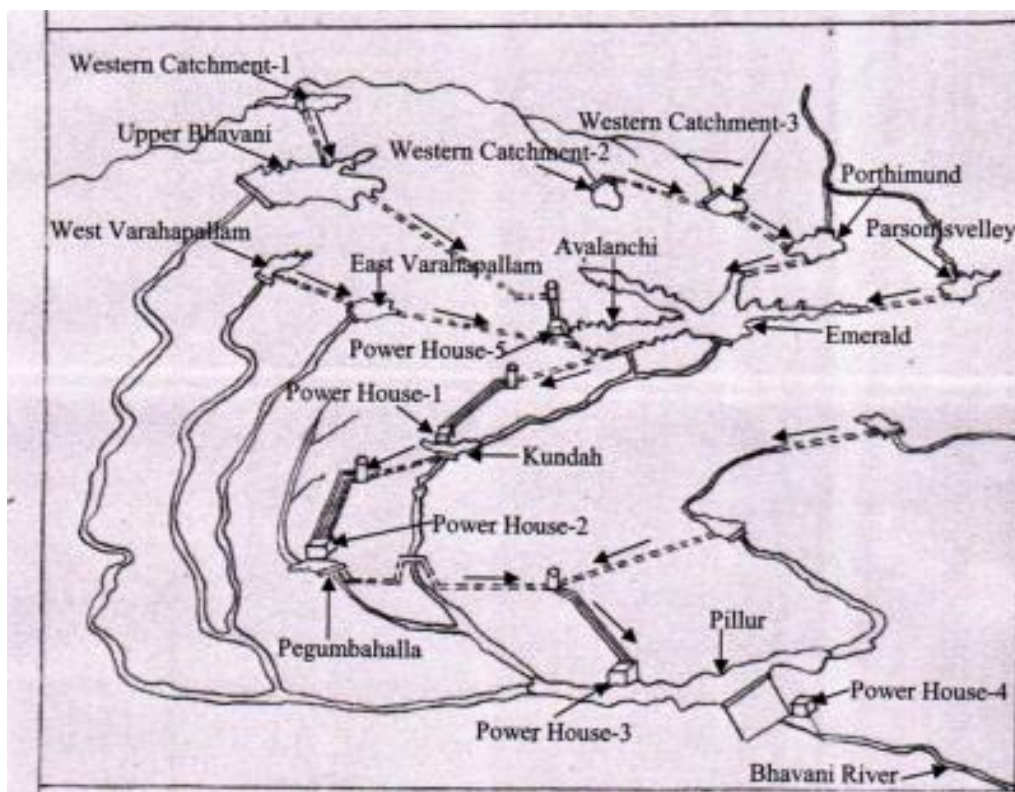 Western Catchment-1
Upper Bhavani
Western Catchment-3
Western Catchment-2
Porthimund
West Varahapallam
East Varahapallam
Avalanchi
Parsonsvelley
Power House-5
Emerald
Power House-1
Kundah
Power House-2
Pegumbahalla
Pillur
Power House-3
Power House-4
Bhavani River